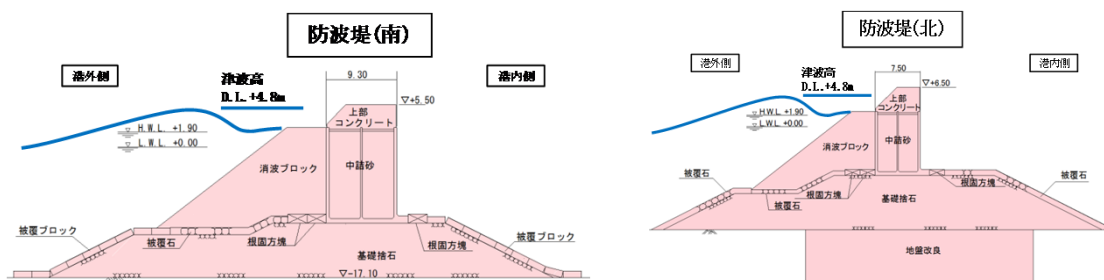 防波堤(南)
港外側
津波高
D.L.+4.8m
9.30
港内側
▽+5.50
上部
コンクリート
H.W.L. +1.90
L.W.L. +0.00
消波ブロック
中詰砂
被覆ブロック
被覆石
根固方塊
根固方塊
被覆ブロック
基礎捨石
▽-17.10
防波堤(北)
港外側
津波高
D.L.+4.8m
7.50
港内側
▽+6.50
上部
コンクリート
H.W.L. +1.90
L.W.L. +0.00
消波ブロック
中詰砂
被覆石
被覆石
根固方塊
根固方塊
被覆石
基礎捨石
地盤改良